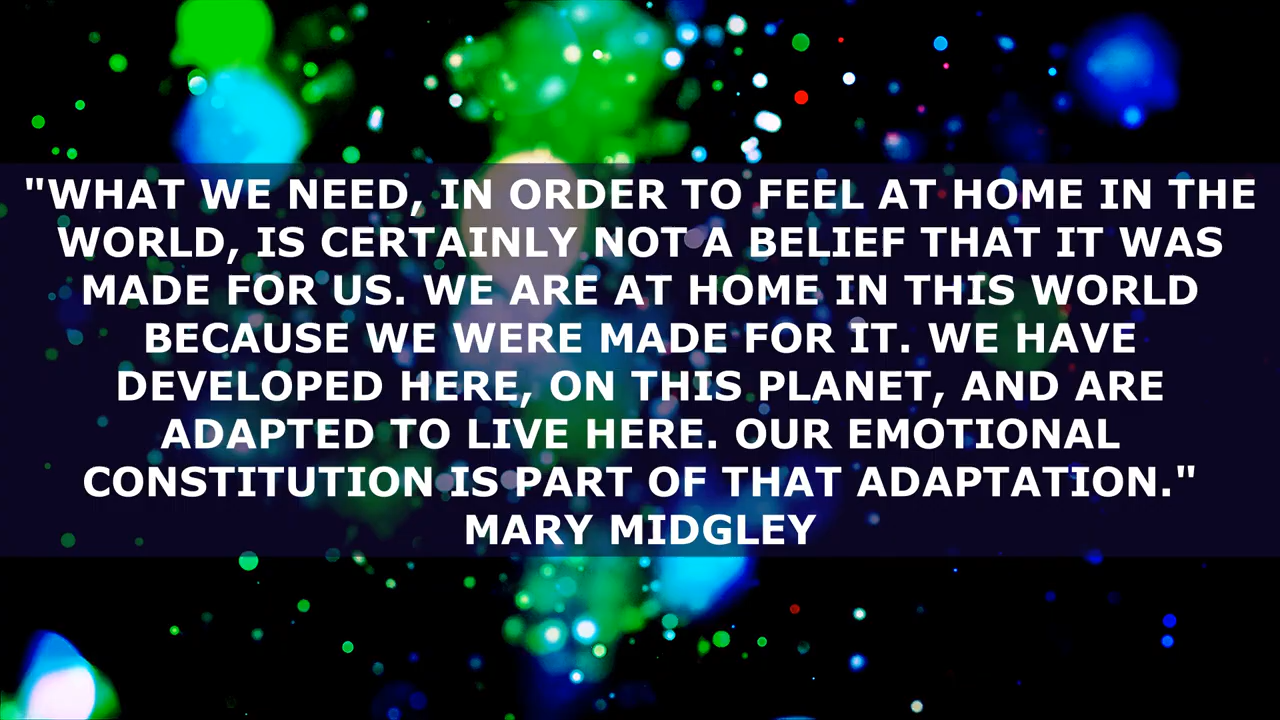 "WHAT WE NEED, IN ORDER TO FEEL AT HOME IN THE
WORLD, IS CERTAINLY NOT A BELIEF THAT IT WAS
MADE FOR US. WE ARE AT HOME IN THIS WORLD
BECAUSE WE WERE MADE FOR IT. WE HAVE
DEVELOPED HERE, ON THIS PLANET, AND ARE
ADAPTED TO LIVE HERE. OUR EMOTIONAL
CONSTITUTION IS PART OF THAT ADAPTATION."
MARY MIDGLEY